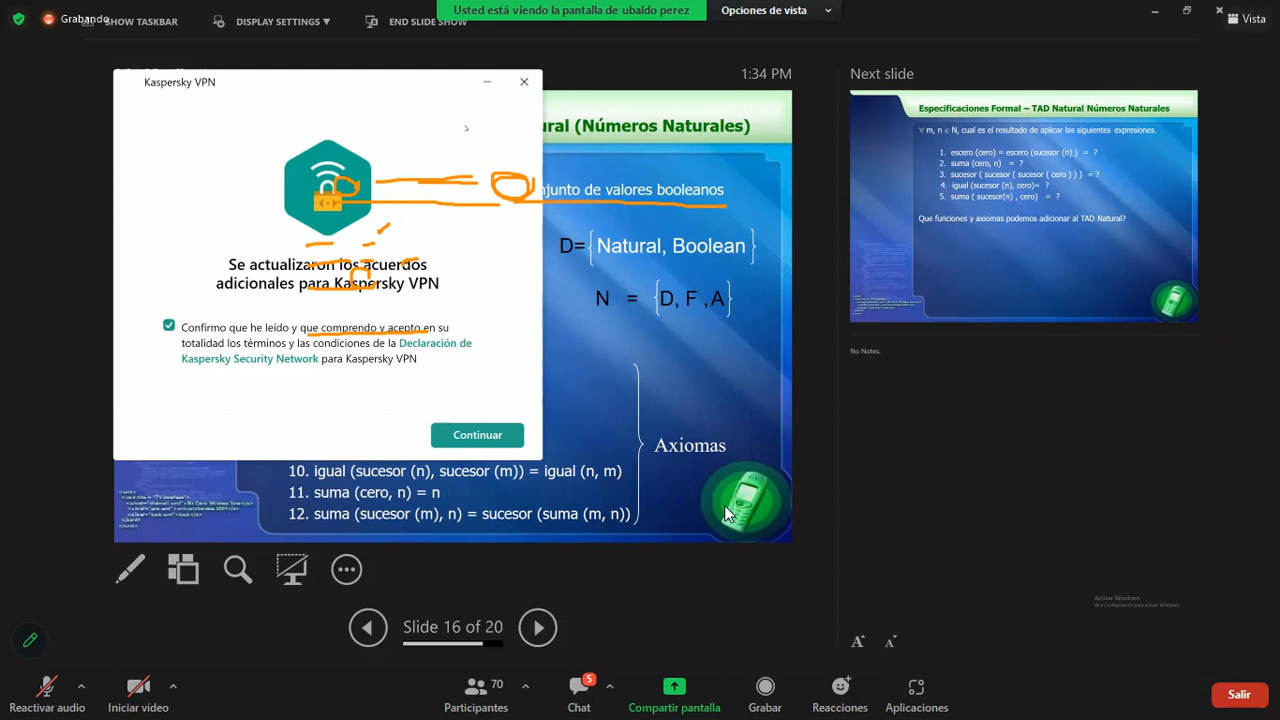 Grabando
SHOW TASKBAR
DISPLAY SETTINGS ▼
END SLIDE SHOW
Usted está viendo la pantalla de ubaldo perez
Opciones de vista
Vista
1:34 PM
Next slide
Kaspersky VPN
Se actualizaron los acuerdos
adicionales para Kaspersky VPN
Confirmo que he leído y que comprendo y acepto en su
totalidad los términos y las condiciones de la Declaración de
Kaspersky Security Network para Kaspersky VPN
Continuar
ural (Números Naturales)
njunto de valores booleanos
D={Natural, Boolean}
N = {D, F ,A}
Axiomas
10. igual (sucesor (n), sucesor (m)) = igual (n, m)
11. suma (cero, n) = n
12. suma (sucesor (m), n) = sucesor (suma (m, n))
Especificaciones Formal – TAD Natural Números Naturales
∀ m, n ∈ N, cual es el resultado de aplicar las siguientes expresiones.
1. escero (cero) = escero (sucesor (n) ) = ?
2. suma (cero, n) = ?
3. sucesor ( sucesor ( sucesor ( cero ) ) ) = ?
4. igual (sucesor (n), cero)= ?
5. suma ( sucesor(n) , cero) = ?
Que funciones y axiomas podemos adicionar al TAD Natural?
No Notes.
Slide 16 of 20
Activar Windows
A A
Reactivar audio
Iniciar vídeo
70
Participantes
5
Chat
Compartir pantalla
Grabar
Reacciones
Aplicaciones
Salir